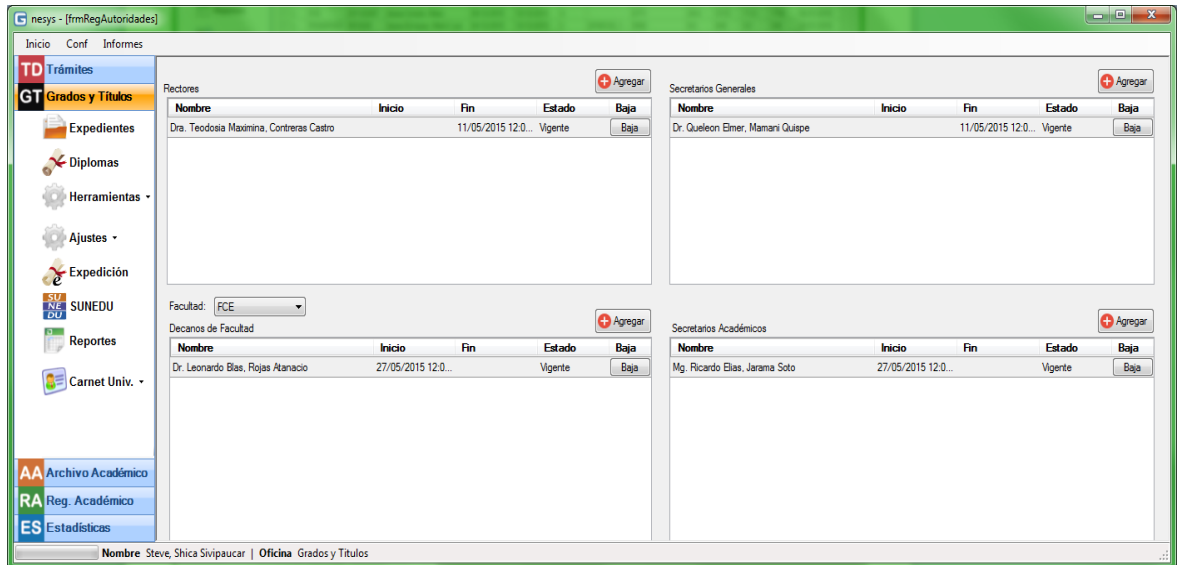 nesys - [frmRegAutoridades]
Inicio Conf Informes
TD Trámites
GT Grados y Títulos
Expedientes
Diplomas
Herramientas
Ajustes
Expedición
SUNEDU
Reportes
Carnet Univ.
AA Archivo Académico
RA Reg. Académico
ES Estadísticas
Rectores
Agregar
Nombre Inicio Fin Estado Baja
Dra. Teodosia Maximina, Contreras Castro 11/05/2015 12:0... Vigente Baja
Secretarios Generales
Agregar
Nombre Inicio Fin Estado Baja
Dr. Queleon Elmer, Mamani Quispe 11/05/2015 12:0... Vigente Baja
Facultad: FCE
Decanos de Facultad
Agregar
Nombre Inicio Fin Estado Baja
Dr. Leonardo Blas, Rojas Atanacio 27/05/2015 12:0... Vigente Baja
Secretarios Académicos
Agregar
Nombre Inicio Fin Estado Baja
Mg. Ricardo Elias, Jarama Soto 27/05/2015 12:0... Vigente Baja
Nombre Steve, Shica Sivipaucar | Oficina Grados y Titulos